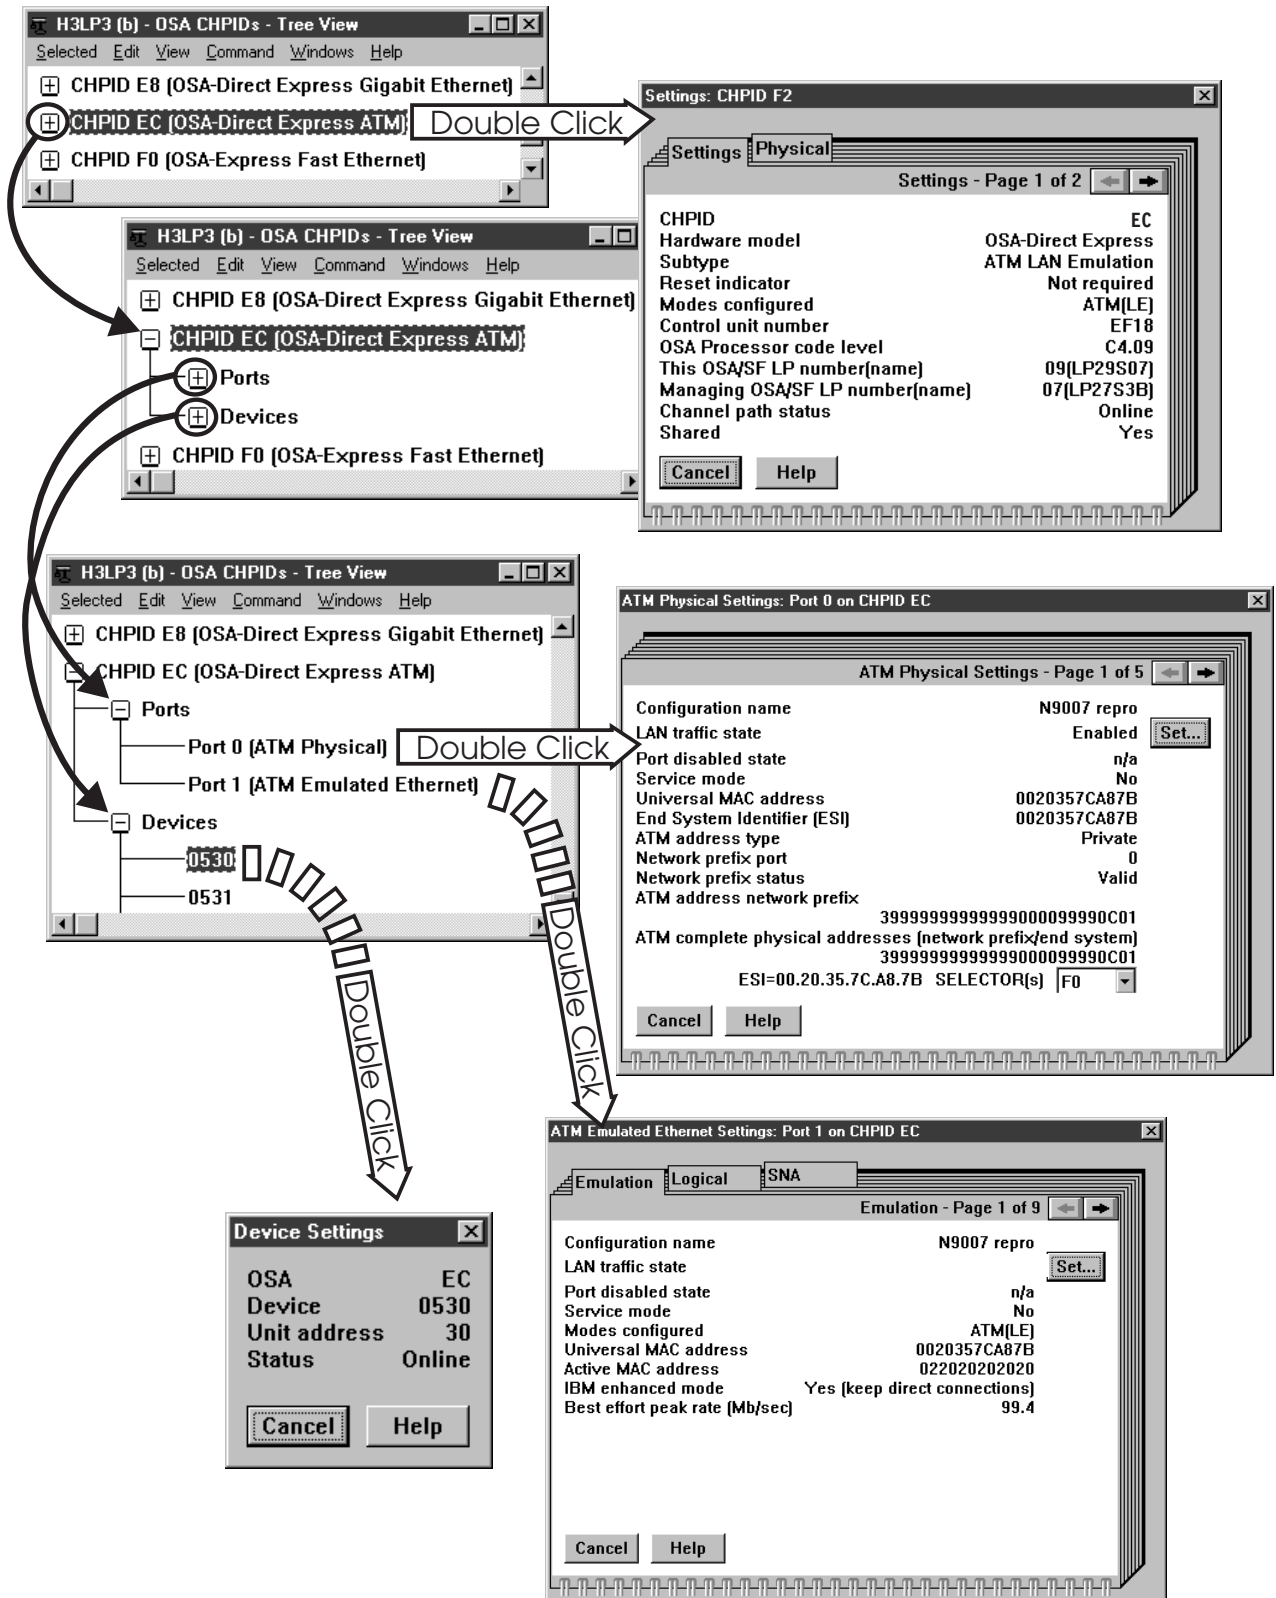 H3LP3 (b) - OSA CHPIDs - Tree View
Selected Edit View Command Windows Help
CHPID E8 (OSA-Direct Express Gigabit Ethernet)
CHPID EC (OSA-Direct Express ATM)
CHPID F0 (OSA-Express Fast Ethernet)
Double Click
Settings: CHPID F2
Settings Physical
Settings - Page 1 of 2
CHPID EC
Hardware model OSA-Direct Express
Subtype ATM LAN Emulation
Reset indicator Not required
Modes configured ATM(LE)
Control unit number EF18
OSA Processor code level C4.09
This OSA/SF LP number(name) 09(LP29S07)
Managing OSA/SF LP number(name) 07(LP27S3B)
Channel path status Online
Shared Yes
Cancel Help
H3LP3 (b) - OSA CHPIDs - Tree View
Selected Edit View Command Windows Help
CHPID E8 (OSA-Direct Express Gigabit Ethernet)
CHPID EC (OSA-Direct Express ATM)
Ports
Devices
CHPID F0 (OSA-Express Fast Ethernet)
H3LP3 (b) - OSA CHPIDs - Tree View
Selected Edit View Command Windows Help
CHPID E8 (OSA-Direct Express Gigabit Ethernet)
CHPID EC (OSA-Direct Express ATM)
Ports
Port 0 (ATM Physical)
Port 1 (ATM Emulated Ethernet)
Devices
0530
0531
Double Click
ATM Physical Settings: Port 0 on CHPID EC
ATM Physical Settings - Page 1 of 5
Configuration name N9007 repro
LAN traffic state Enabled Set...
Port disabled state n/a
Service mode No
Universal MAC address 0020357CA87B
End System Identifier (ESI) 0020357CA87B
ATM address type Private
Network prefix port 0
Network prefix status Valid
ATM address network prefix
39999999999999000099990C01
ATM complete physical addresses (network prefix/end system)
39999999999999000099990C01
ESI=00.20.35.7C.A8.7B SELECTOR(s) F0
Cancel Help
Double Click
Double Click
ATM Emulated Ethernet Settings: Port 1 on CHPID EC
Emulation Logical SNA
Emulation - Page 1 of 9
Configuration name N9007 repro
LAN traffic state Set...
Port disabled state n/a
Service mode No
Modes configured ATM(LE)
Universal MAC address 0020357CA87B
Active MAC address 022020202020
IBM enhanced mode Yes (keep direct connections)
Best effort peak rate (Mb/sec) 99.4
Cancel Help
Device Settings
OSA EC
Device 0530
Unit address 30
Status Online
Cancel Help